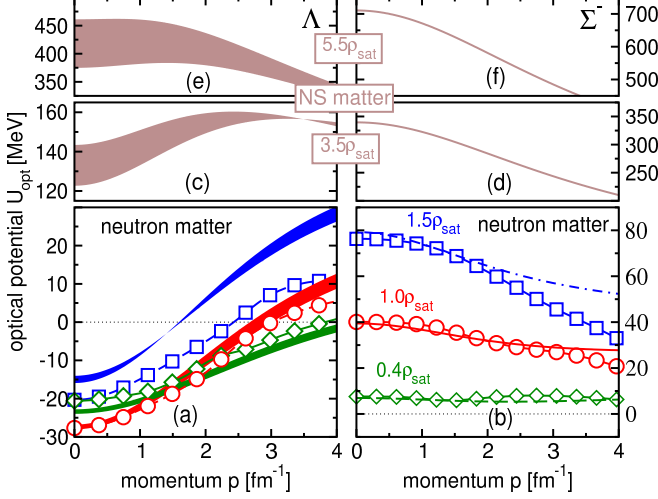 Λ
Σ⁻
450
425
400
375
350
325
(e)
5.5ρsat
(f)
700
600
500
NS matter
160
140
120
(c)
3.5ρsat
(d)
350
300
250
optical potential Uopt [MeV]
neutron matter
20
10
0
-10
-20
-30
(a)
1.5ρsat
neutron matter
1.0ρsat
0.4ρsat
(b)
80
60
40
20
0
0 1 2 3 4
0 1 2 3 4
momentum p [fm⁻¹]
momentum p [fm⁻¹]